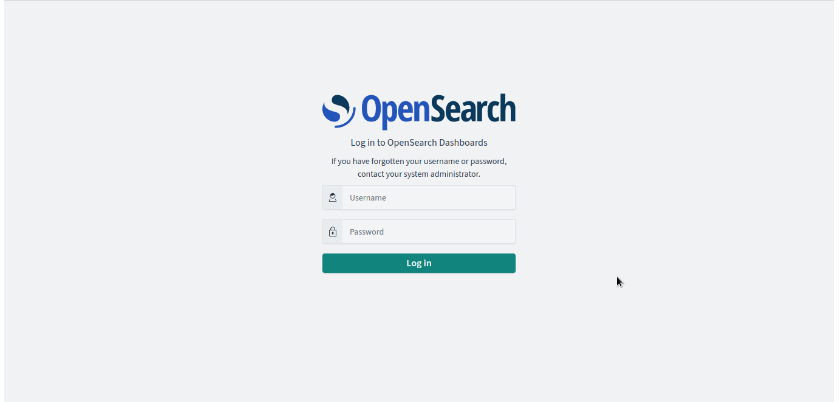 OpenSearch
Log in to OpenSearch Dashboards
If you have forgotten your username or password,
contact your system administrator.
Username
Password
Log in